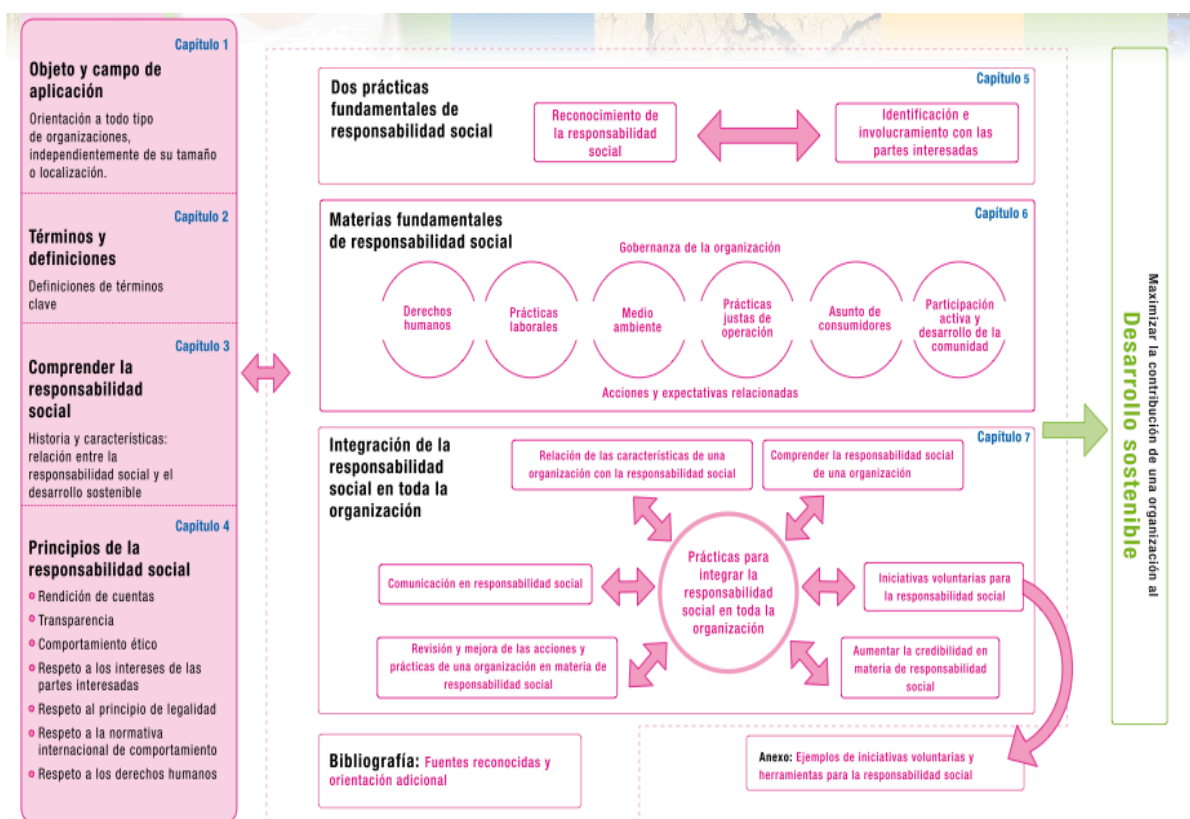 Capítulo 1
Objeto y campo de
aplicación
Orientación a todo tipo
de organizaciones,
independientemente de su tamaño
o localización.
Capítulo 2
Términos y
definiciones
Definiciones de términos
clave
Capítulo 3
Comprender la
responsabilidad
social
Historia y características:
relación entre la
responsabilidad social y el
desarrollo sostenible
Capítulo 4
Principios de la
responsabilidad social
Rendición de cuentas
Transparencia
Comportamiento ético
Respeto a los intereses de las
partes interesadas
Respeto al principio de legalidad
Respeto a la normativa
internacional de comportamiento
Respeto a los derechos humanos
Capítulo 5
Dos prácticas
fundamentales de
responsabilidad social
Reconocimiento de
la responsabilidad
social
Identificación e
involucramiento con las
partes interesadas
Capítulo 6
Materias fundamentales
de responsabilidad social
Gobernanza de la organización
Derechos
humanos
Prácticas
laborales
Medio
ambiente
Prácticas
justas de
operación
Asunto de
consumidores
Participación
activa y
desarrollo de la
comunidad
Acciones y expectativas relacionadas
Capítulo 7
Integración de la
responsabilidad
social en toda la
organización
Relación de las características de una
organización con la responsabilidad social
Comprender la responsabilidad social
de una organización
Comunicación en responsabilidad social
Prácticas para
integrar la
responsabilidad
social en toda la
organización
Iniciativas voluntarias para
la responsabilidad social
Revisión y mejora de las acciones y
prácticas de una organización en materia de
responsabilidad social
Aumentar la credibilidad en
materia de responsabilidad
social
Bibliografía: Fuentes reconocidas y
orientación adicional
Anexo: Ejemplos de iniciativas voluntarias y
herramientas para la responsabilidad social
Maximizar la contribución de una organización al
Desarrollo sostenible